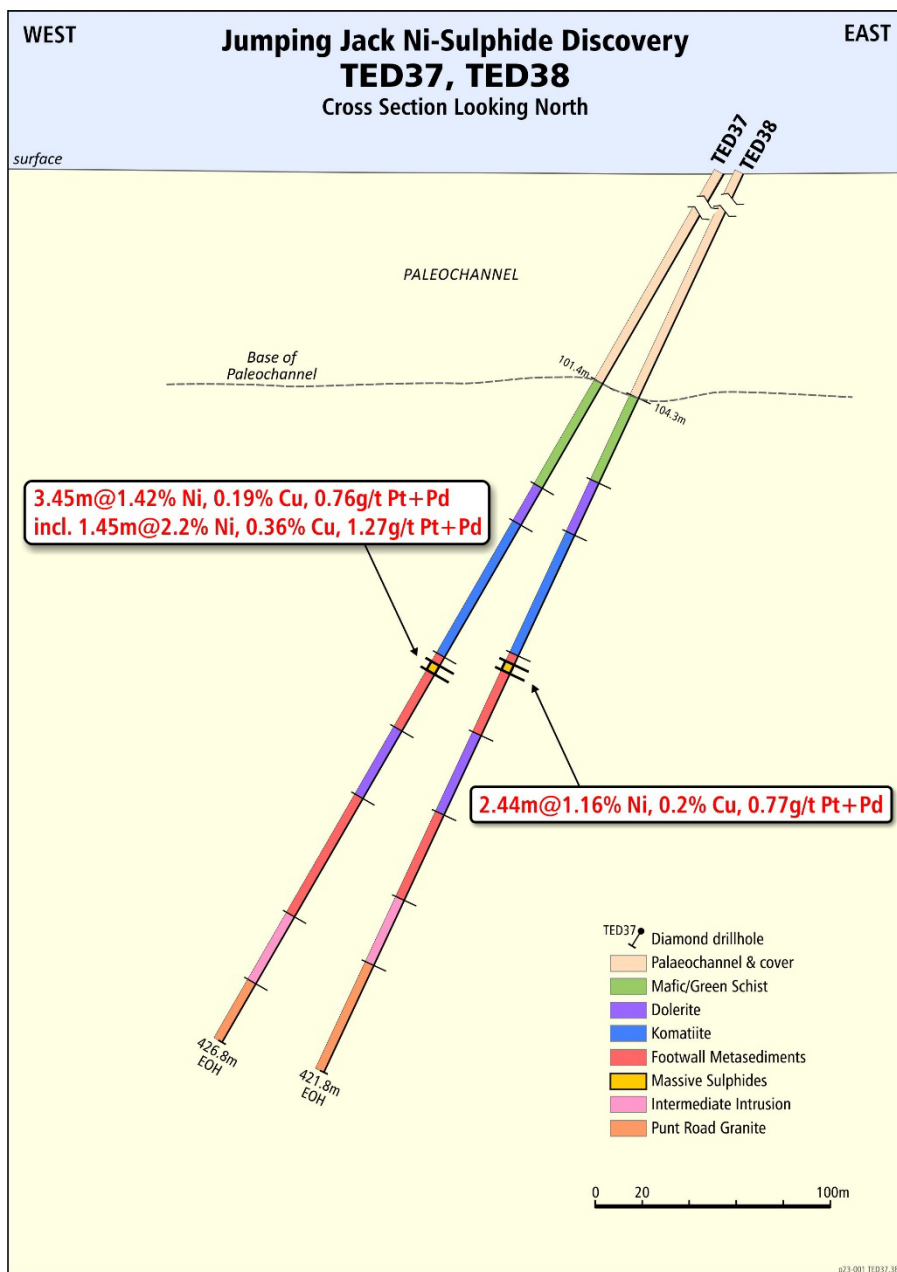 WEST
EAST
Jumping Jack Ni-Sulphide Discovery
TED37, TED38
Cross Section Looking North
surface
TED37
TED38
PALEOCHANNEL
Base of
Paleochannel
101.4m
104.3m
3.45m@1.42% Ni, 0.19% Cu, 0.76g/t Pt+Pd
incl. 1.45m@2.2% Ni, 0.36% Cu, 1.27g/t Pt+Pd
2.44m@1.16% Ni, 0.2% Cu, 0.77g/t Pt+Pd
426.8m
EOH
421.8m
EOH
TED37
Diamond drillhole
Palaeochannel & cover
Mafic/Green Schist
Dolerite
Komatiite
Footwall Metasediments
Massive Sulphides
Intermediate Intrusion
Punt Road Granite
0 20 100m